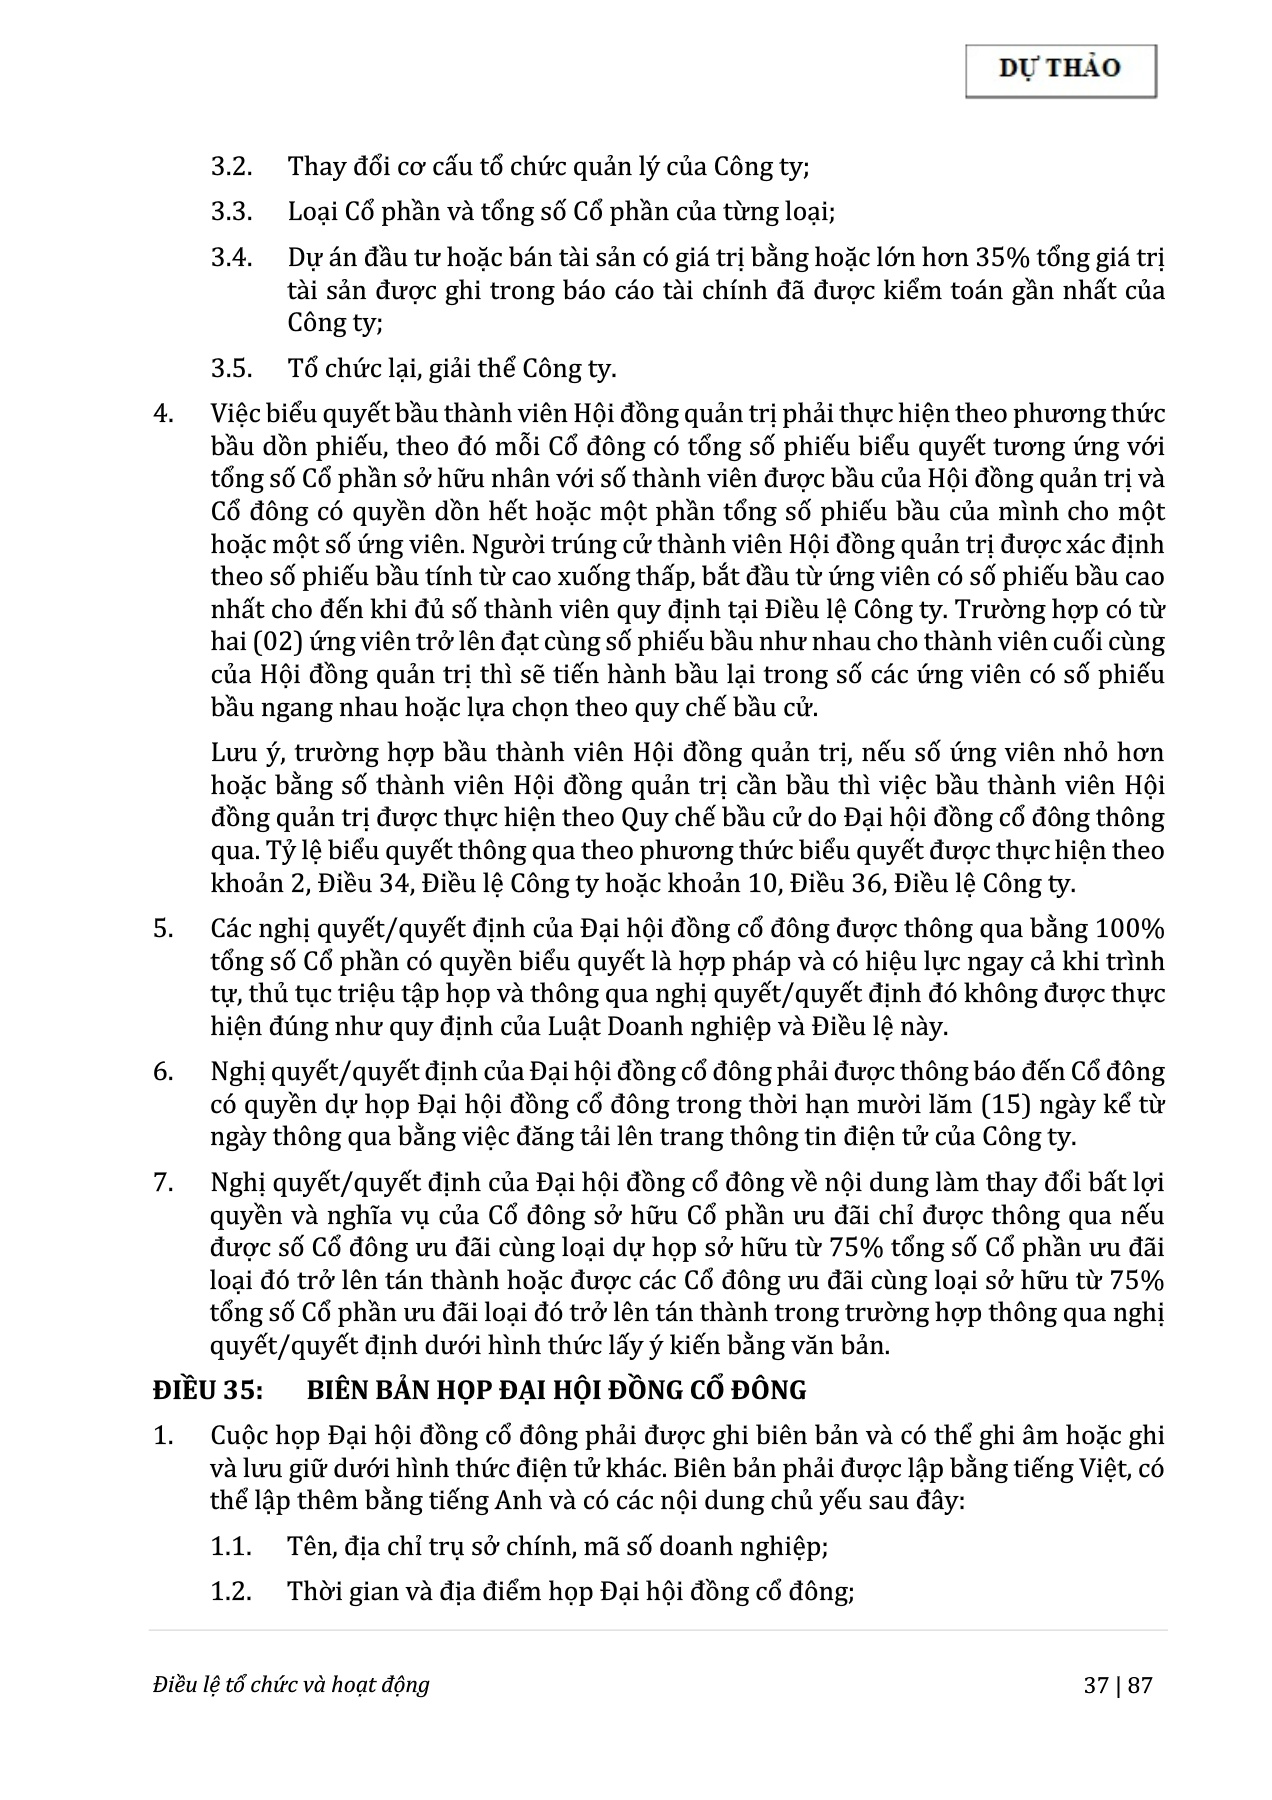 DỰ THẢO
3.2. Thay đổi cơ cấu tổ chức quản lý của Công ty;
3.3. Loại Cổ phần và tổng số Cổ phần của từng loại;
3.4. Dự án đầu tư hoặc bán tài sản có giá trị bằng hoặc lớn hơn 35% tổng giá trị
tài sản được ghi trong báo cáo tài chính đã được kiểm toán gần nhất của
Công ty;
3.5. Tổ chức lại, giải thể Công ty.
4. Việc biểu quyết bầu thành viên Hội đồng quản trị phải thực hiện theo phương thức
bầu dồn phiếu, theo đó mỗi Cổ đông có tổng số phiếu biểu quyết tương ứng với
tổng số Cổ phần sở hữu nhân với số thành viên được bầu của Hội đồng quản trị và
Cổ đông có quyền dồn hết hoặc một phần tổng số phiếu bầu của mình cho một
hoặc một số ứng viên. Người trúng cử thành viên Hội đồng quản trị được xác định
theo số phiếu bầu tính từ cao xuống thấp, bắt đầu từ ứng viên có số phiếu bầu cao
nhất cho đến khi đủ số thành viên quy định tại Điều lệ Công ty. Trường hợp có từ
hai (02) ứng viên trở lên đạt cùng số phiếu bầu như nhau cho thành viên cuối cùng
của Hội đồng quản trị thì sẽ tiến hành bầu lại trong số các ứng viên có số phiếu
bầu ngang nhau hoặc lựa chọn theo quy chế bầu cử.
Lưu ý, trường hợp bầu thành viên Hội đồng quản trị, nếu số ứng viên nhỏ hơn
hoặc bằng số thành viên Hội đồng quản trị cần bầu thì việc bầu thành viên Hội
đồng quản trị được thực hiện theo Quy chế bầu cử do Đại hội đồng cổ đông thông
qua. Tỷ lệ biểu quyết thông qua theo phương thức biểu quyết được thực hiện theo
khoản 2, Điều 34, Điều lệ Công ty hoặc khoản 10, Điều 36, Điều lệ Công ty.
5. Các nghị quyết/quyết định của Đại hội đồng cổ đông được thông qua bằng 100%
tổng số Cổ phần có quyền biểu quyết là hợp pháp và có hiệu lực ngay cả khi trình
tự, thủ tục triệu tập họp và thông qua nghị quyết/quyết định đó không được thực
hiện đúng như quy định của Luật Doanh nghiệp và Điều lệ này.
6. Nghị quyết/quyết định của Đại hội đồng cổ đông phải được thông báo đến Cổ đông
có quyền dự họp Đại hội đồng cổ đông trong thời hạn mười lăm (15) ngày kể từ
ngày thông qua bằng việc đăng tải lên trang thông tin điện tử của Công ty.
7. Nghị quyết/quyết định của Đại hội đồng cổ đông về nội dung làm thay đổi bất lợi
quyền và nghĩa vụ của Cổ đông sở hữu Cổ phần ưu đãi chỉ được thông qua nếu
được số Cổ đông ưu đãi cùng loại dự họp sở hữu từ 75% tổng số Cổ phần ưu đãi
loại đó trở lên tán thành hoặc được các Cổ đông ưu đãi cùng loại sở hữu từ 75%
tổng số Cổ phần ưu đãi loại đó trở lên tán thành trong trường hợp thông qua nghị
quyết/quyết định dưới hình thức lấy ý kiến bằng văn bản.
ĐIỀU 35: BIÊN BẢN HỌP ĐẠI HỘI ĐỒNG CỔ ĐÔNG
1. Cuộc họp Đại hội đồng cổ đông phải được ghi biên bản và có thể ghi âm hoặc ghi
và lưu giữ dưới hình thức điện tử khác. Biên bản phải được lập bằng tiếng Việt, có
thể lập thêm bằng tiếng Anh và có các nội dung chủ yếu sau đây:
1.1. Tên, địa chỉ trụ sở chính, mã số doanh nghiệp;
1.2. Thời gian và địa điểm họp Đại hội đồng cổ đông;
Điều lệ tổ chức và hoạt động 37 | 87